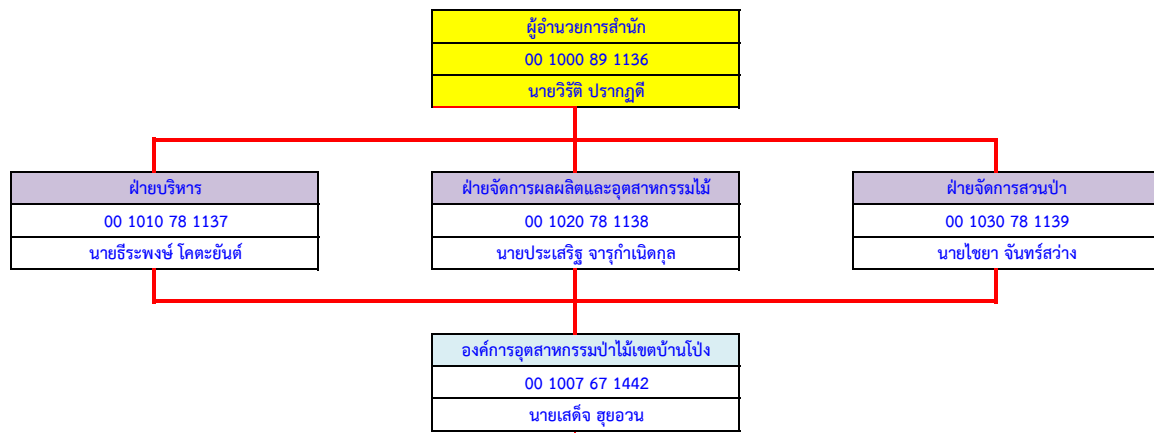 ผู้อำนวยการสำนัก
00 1000 89 1136
นายวิรัติ ปรากฏดี
ฝ่ายบริหาร
00 1010 78 1137
นายธีระพงษ์ โคตะยันต์
ฝ่ายจัดการผลผลิตและอุตสาหกรรมไม้
00 1020 78 1138
นายประเสริฐ จารุกำเนิดกุล
ฝ่ายจัดการสวนป่า
00 1030 78 1139
นายไชยา จันทร์สว่าง
องค์การอุตสาหกรรมป่าไม้เขตบ้านโป่ง
00 1007 67 1442
นายเสด็จ ฮุยอวน